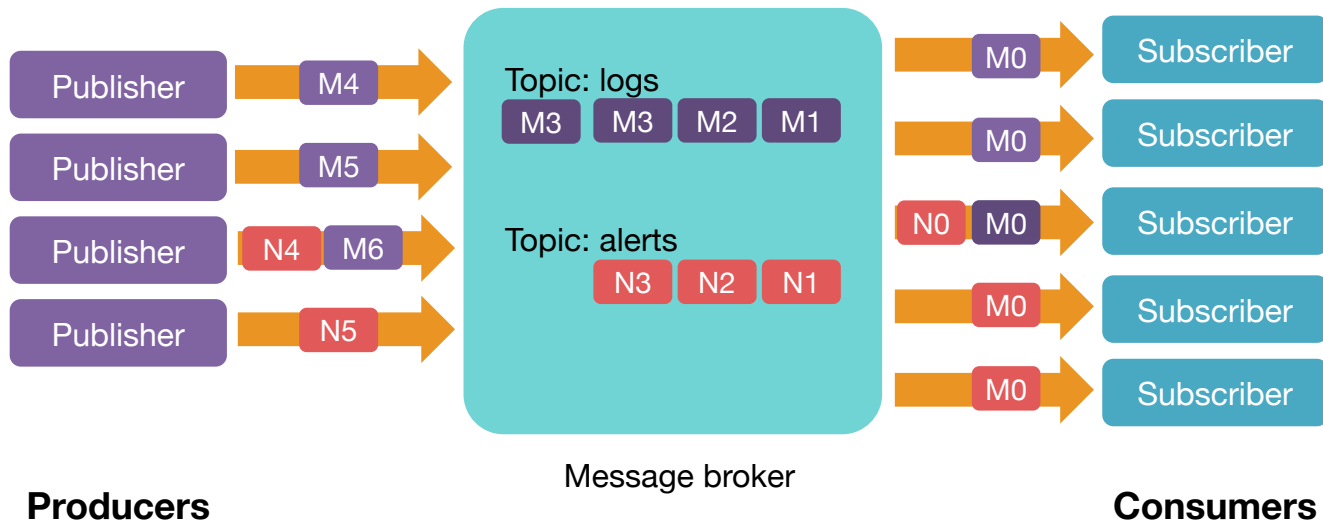 Publisher
M4
Publisher
M5
Publisher
N4 M6
Publisher
N5
Producers
Topic: logs
M3 M3 M2 M1
Topic: alerts
N3 N2 N1
Message broker
M0
Subscriber
M0
Subscriber
N0 M0
Subscriber
M0
Subscriber
M0
Subscriber
Consumers